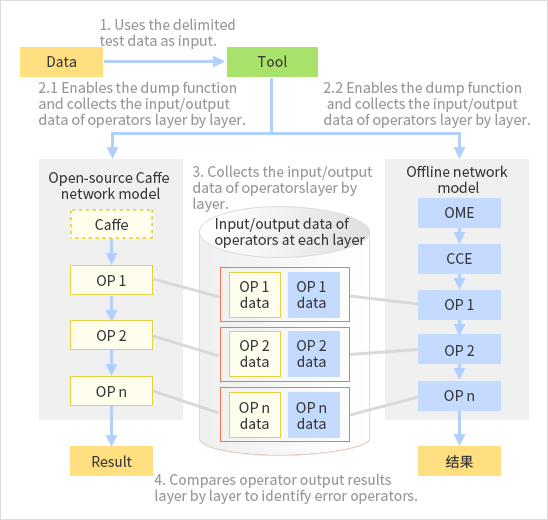 1. Uses the delimited
test data as input.
Data
Tool
2.1 Enables the dump function
and collects the input/output
data of operators layer by layer.
2.2 Enables the dump function
and collects the input/output
data of operators layer by layer.
Open-source Caffe
network model
3. Collects the input/output
data of operatorslayer by
layer.
Offline network
model
Caffe
OP 1
OP 2
OP n
Result
Input/output data of
operators at each layer
OP 1
data
OP 1
data
OP 2
data
OP 2
data
OP n
data
OP n
data
OME
CCE
OP 1
OP 2
OP n
结果
4. Compares operator output results
layer by layer to identify error operators.